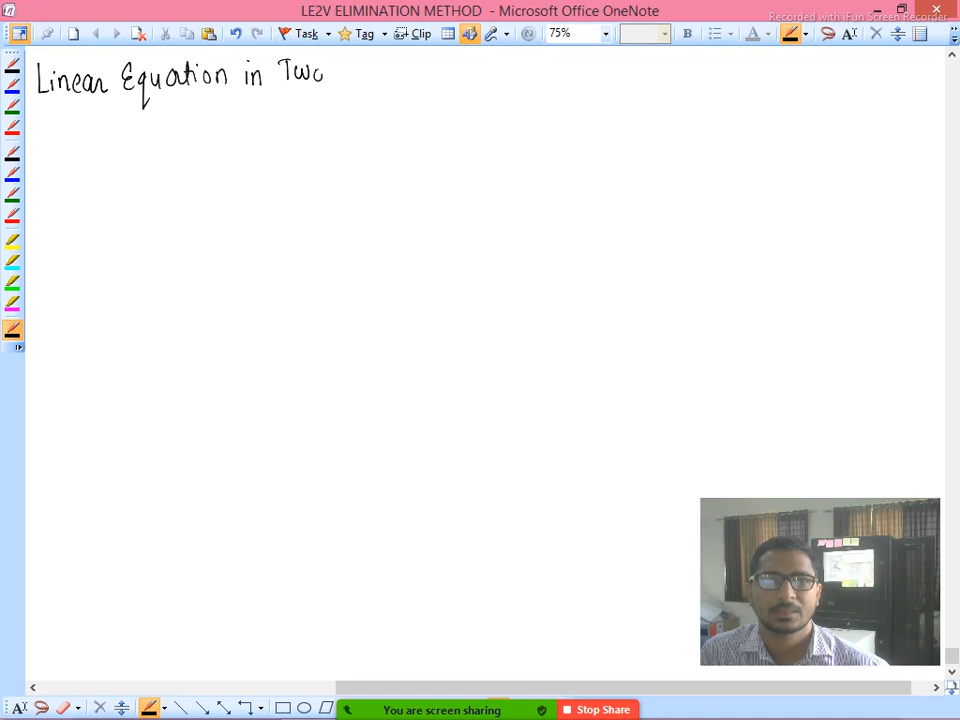 LE2V ELIMINATION METHOD - Microsoft Office OneNote
Recorded with iFun Screen Recorder
Task Tag Clip 75% B A A
Linear Equation in Two
A
You are screen sharing Stop Share